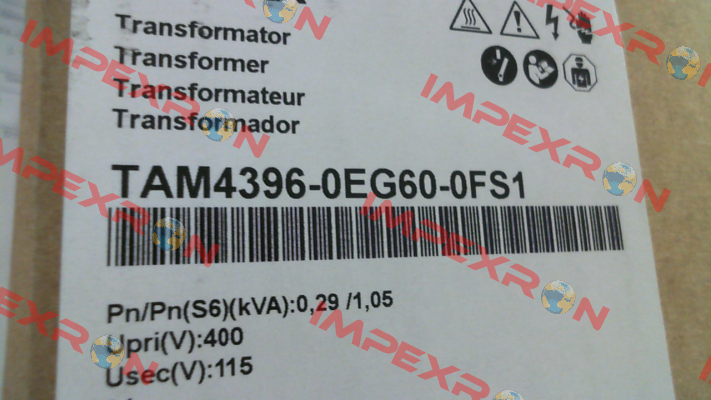 Transformator
Transformer
Transformateur
Transformador
TAM4396-0EG60-0FS1
Pn/Pn(S6)(kVA):0,29 /1,05
Upri(V):400
Usec(V):115
IMPEXRON
IMPEXRON
IMPEXRON
IMPEXRON
IMPEXRON
IMPEXRON